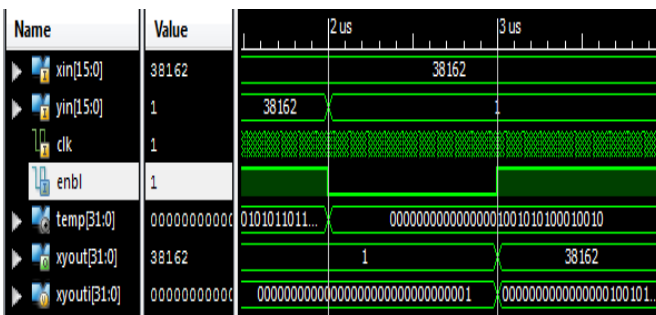 Name Value 2 us 3 us
xin[15:0] 38162 38162
yin[15:0] 1 38162 1
clk 1
enbl 1
temp[31:0] 00000000000 0101011011... 00000000000000001001010100010010
xyout[31:0] 38162 1 38162
xyouti[31:0] 00000000000 00000000000000000000000000000001 0000000000000000100101...